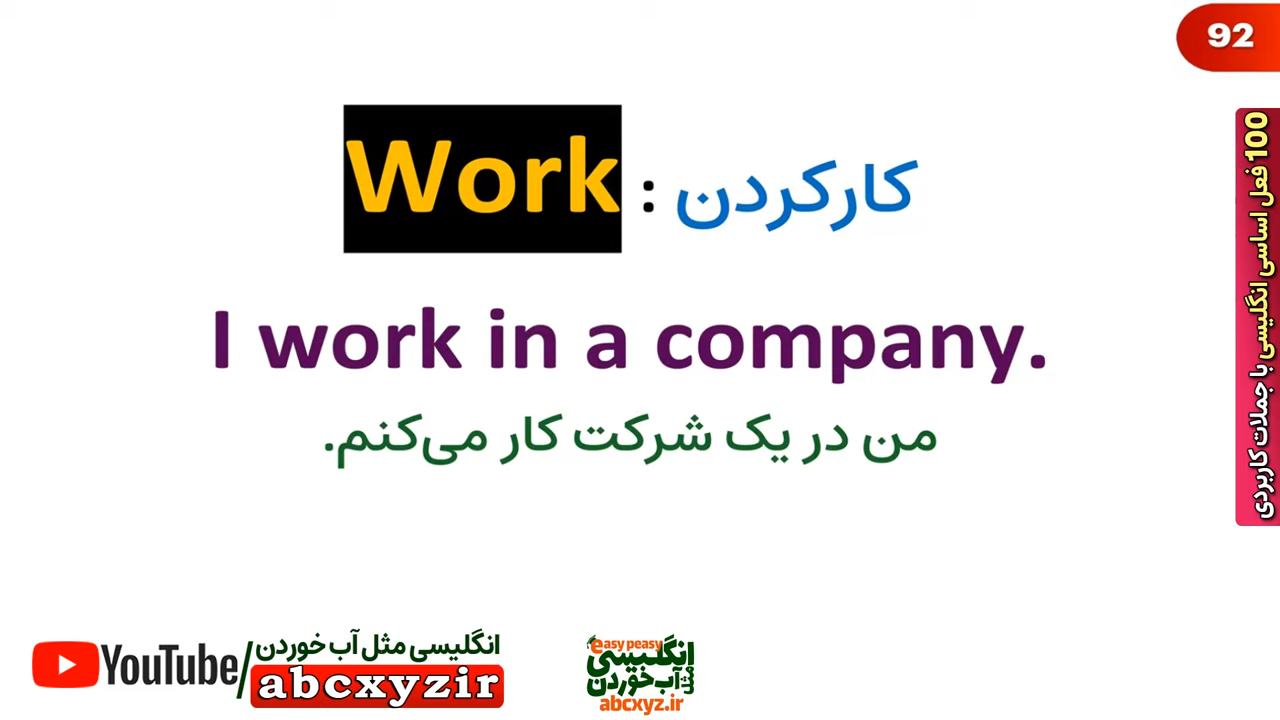 92
Work : کارکردن
I work in a company.
من در یک شرکت کار می‌کنم.
100 فعل اساسی انگلیسی با جملات کاربردی
YouTube/
انگلیسی مثل آب خوردن
abcxyzir
easy peasy
انگلیسی
مثل
آب خوردن
abcxyz.ir